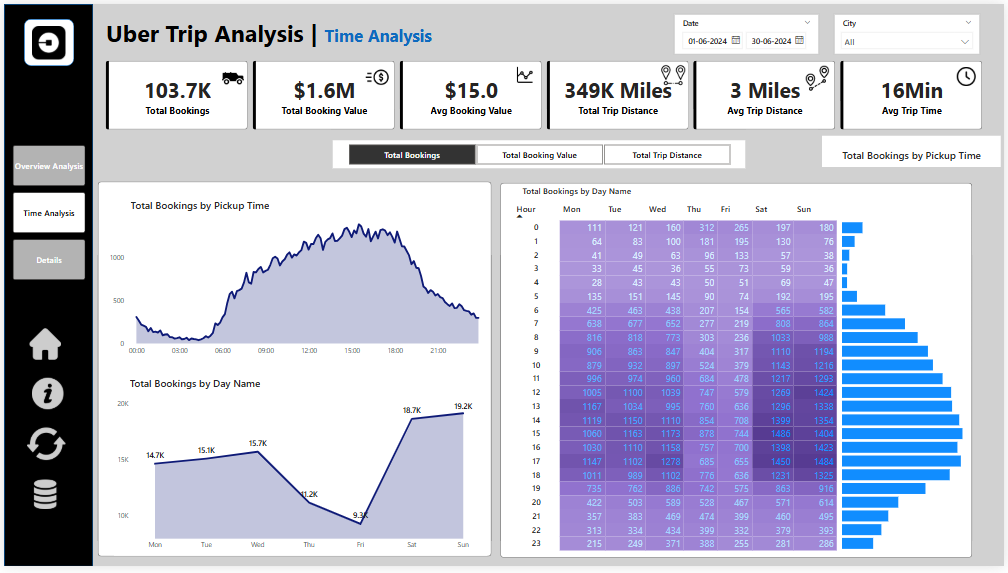 Uber Trip Analysis | Time Analysis
Date
01-06-2024 30-06-2024
City
All
103.7K
Total Bookings
$1.6M
Total Booking Value
$15.0
Avg Booking Value
349K Miles
Total Trip Distance
3 Miles
Avg Trip Distance
16Min
Avg Trip Time
Overview Analysis
Time Analysis
Details
Total Bookings Total Booking Value Total Trip Distance
Total Bookings by Pickup Time
Total Bookings by Pickup Time
1000
500
0
00:00 03:00 06:00 09:00 12:00 15:00 18:00 21:00
Total Bookings by Day Name
20K
15K
10K
14.7K 15.1K 15.7K 11.2K 9.3K 18.7K 19.2K
Mon Tue Wed Thu Fri Sat Sun
Total Bookings by Day Name
Hour Mon Tue Wed Thu Fri Sat Sun
0 111 121 160 312 265 197 180
1 64 83 100 181 195 130 76
2 41 49 63 96 133 57 38
3 33 45 36 55 73 59 36
4 28 43 43 50 51 69 47
5 135 151 145 90 74 192 195
6 425 463 438 207 154 565 582
7 638 677 652 277 219 808 864
8 816 818 773 303 236 1033 988
9 906 863 847 404 317 1110 1194
10 879 932 897 524 379 1143 1216
11 996 974 960 684 478 1217 1293
12 1005 1100 1039 747 579 1269 1424
13 1167 1034 995 760 636 1296 1338
14 1119 1150 1110 854 708 1399 1354
15 1060 1163 1173 878 744 1486 1404
16 1030 1110 1158 757 700 1398 1423
17 1147 1102 1278 685 655 1450 1484
18 1011 989 1102 776 636 1231 1325
19 735 762 886 742 575 863 916
20 422 503 589 528 467 571 614
21 357 383 469 474 399 460 495
22 313 334 434 399 332 379 393
23 215 249 371 388 255 281 286